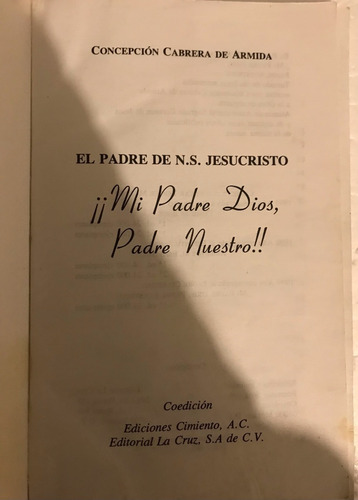 CONCEPCIÓN CABRERA DE ARMIDA
EL PADRE DE N.S. JESUCRISTO
¡¡Mi Padre Dios,
Padre Nuestro!!
Coedición
Ediciones Cimiento, A.C.
Editorial La Cruz, S.A de C.V.